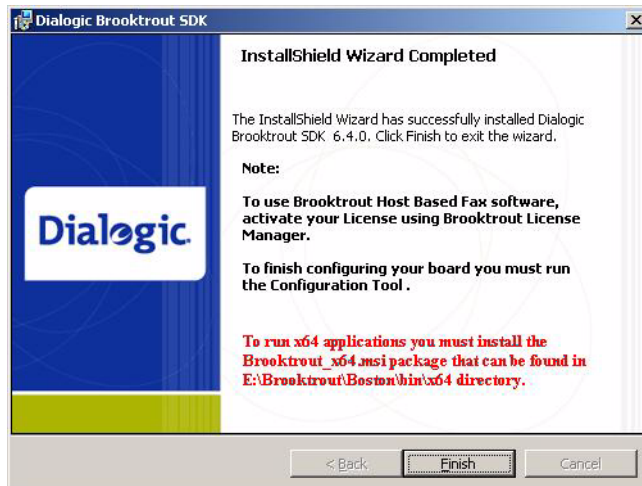 Dialogic Brooktrout SDK
InstallShield Wizard Completed
The InstallShield Wizard has successfully installed Dialogic
Brooktrout SDK 6.4.0. Click Finish to exit the wizard.
Note:
To use Brooktrout Host Based Fax software,
activate your License using Brooktrout License
Manager.
To finish configuring your board you must run
the Configuration Tool .
Dialogic.
To run x64 applications you must install the
Brooktrout_x64.msi package that can be found in
E:\Brooktrout\Boston\bin\x64 directory.
< Back
Finish
Cancel